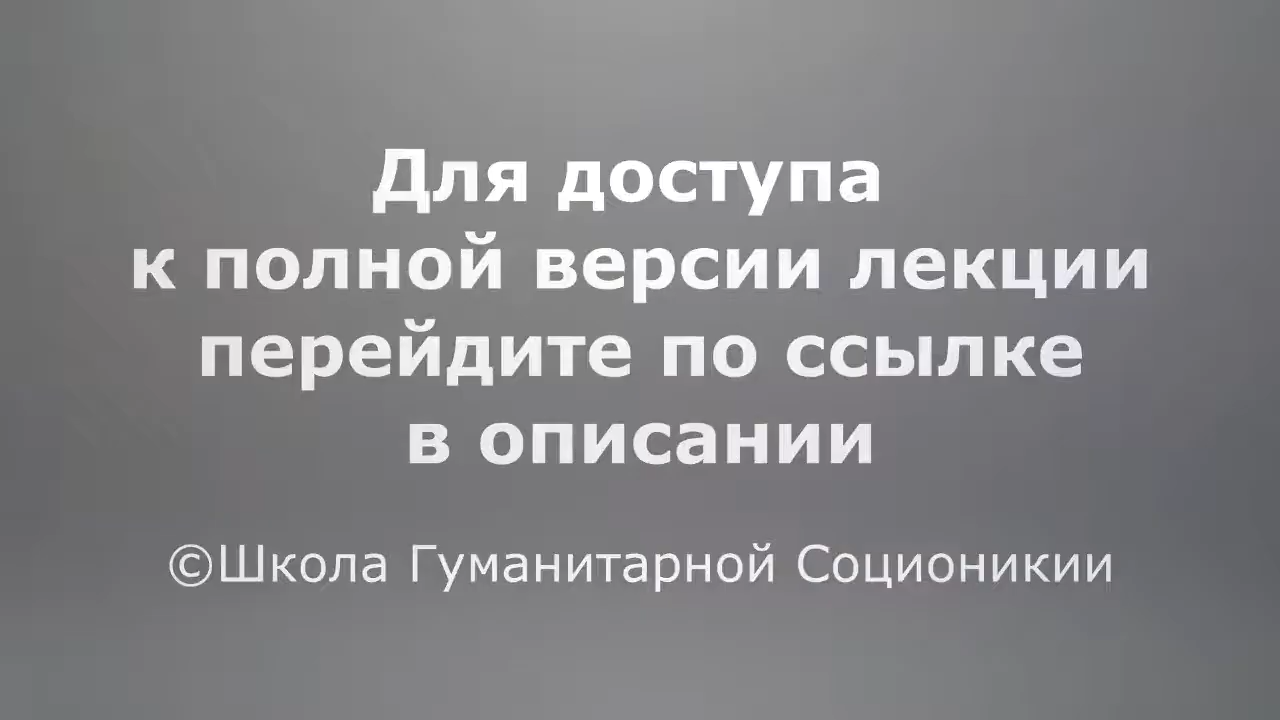 Для доступа
к полной версии лекции
перейдите по ссылке
в описании
©Школа Гуманитарной Соционикии